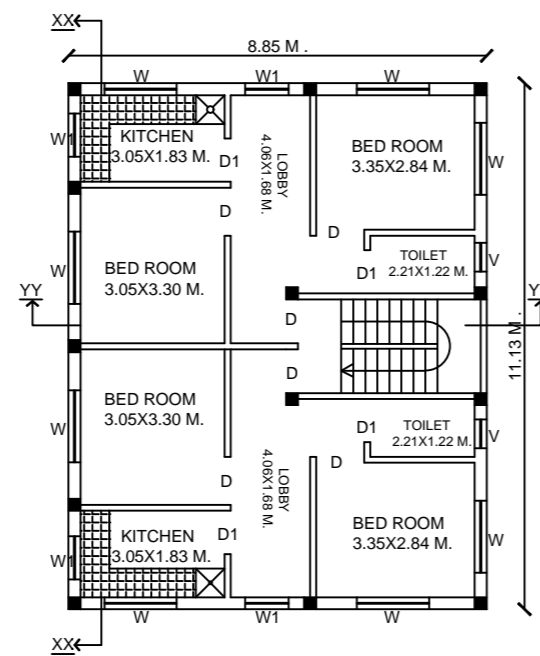 XX
8.85 M .
W
W1
W
KITCHEN
3.05X1.83 M.
W1
D1
LOBBY
4.06X1.68 M.
BED ROOM
3.35X2.84 M.
W
D
D
BED ROOM
3.05X3.30 M.
W
TOILET
2.21X1.22 M.
D1
V
YY
Y
D
11.13 M .
D
BED ROOM
3.05X3.30 M.
W
D1
TOILET
2.21X1.22 M.
V
D
D
LOBBY
4.06X1.68 M.
BED ROOM
3.35X2.84 M.
W
KITCHEN
3.05X1.83 M.
D1
W1
W
W1
W
XX